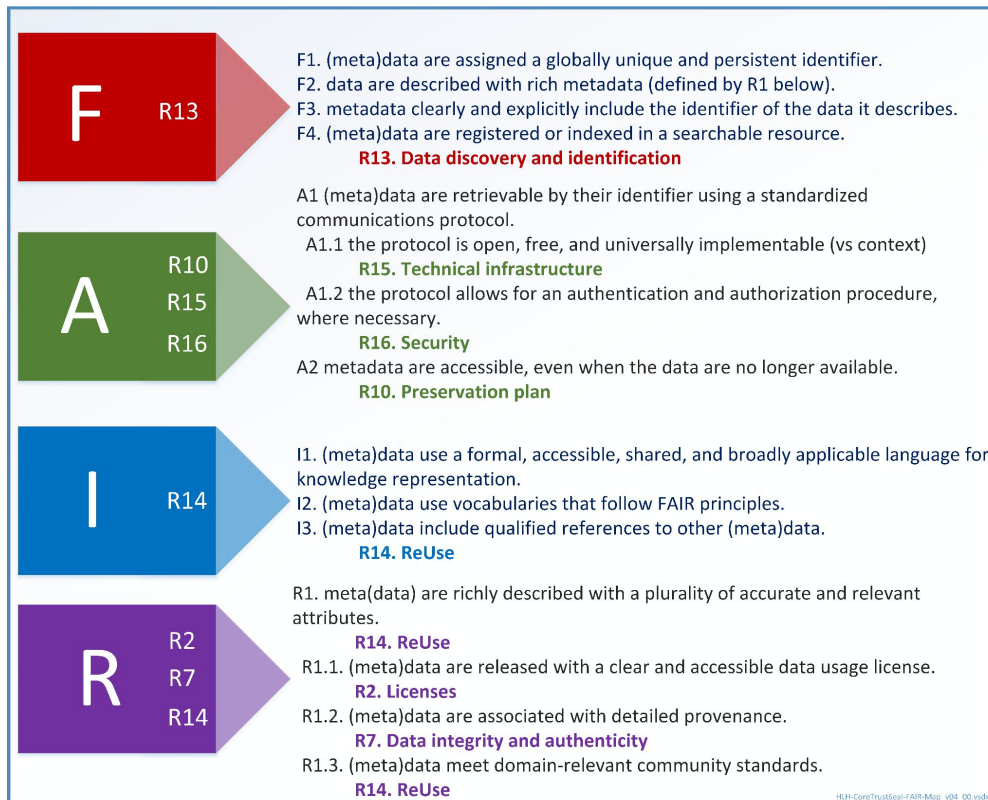 F
R13
F1. (meta)data are assigned a globally unique and persistent identifier.
F2. data are described with rich metadata (defined by R1 below).
F3. metadata clearly and explicitly include the identifier of the data it describes.
F4. (meta)data are registered or indexed in a searchable resource.
R13. Data discovery and identification
A
R10
R15
R16
A1 (meta)data are retrievable by their identifier using a standardized
communications protocol.
A1.1 the protocol is open, free, and universally implementable (vs context)
R15. Technical infrastructure
A1.2 the protocol allows for an authentication and authorization procedure,
where necessary.
R16. Security
A2 metadata are accessible, even when the data are no longer available.
R10. Preservation plan
I
R14
I1. (meta)data use a formal, accessible, shared, and broadly applicable language for
knowledge representation.
I2. (meta)data use vocabularies that follow FAIR principles.
I3. (meta)data include qualified references to other (meta)data.
R14. ReUse
R
R2
R7
R14
R1. meta(data) are richly described with a plurality of accurate and relevant
attributes.
R14. ReUse
R1.1. (meta)data are released with a clear and accessible data usage license.
R2. Licenses
R1.2. (meta)data are associated with detailed provenance.
R7. Data integrity and authenticity
R1.3. (meta)data meet domain-relevant community standards.
R14. ReUse
HLH-CoreTrustSeal-FAIR-Map_v04_00.vsdx